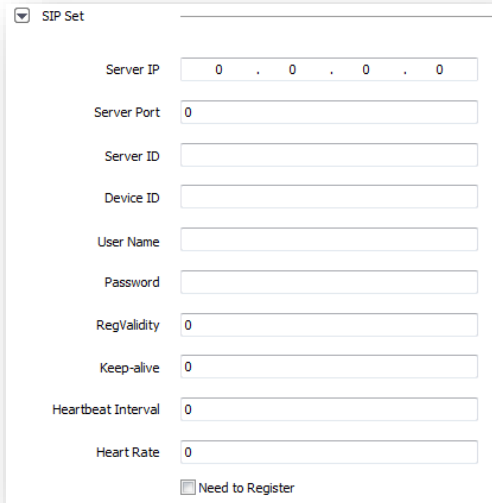 SIP Set
Server IP 0 . 0 . 0 . 0
Server Port 0
Server ID
Device ID
User Name
Password
RegValidity 0
Keep-alive 0
Heartbeat Interval 0
Heart Rate 0
Need to Register